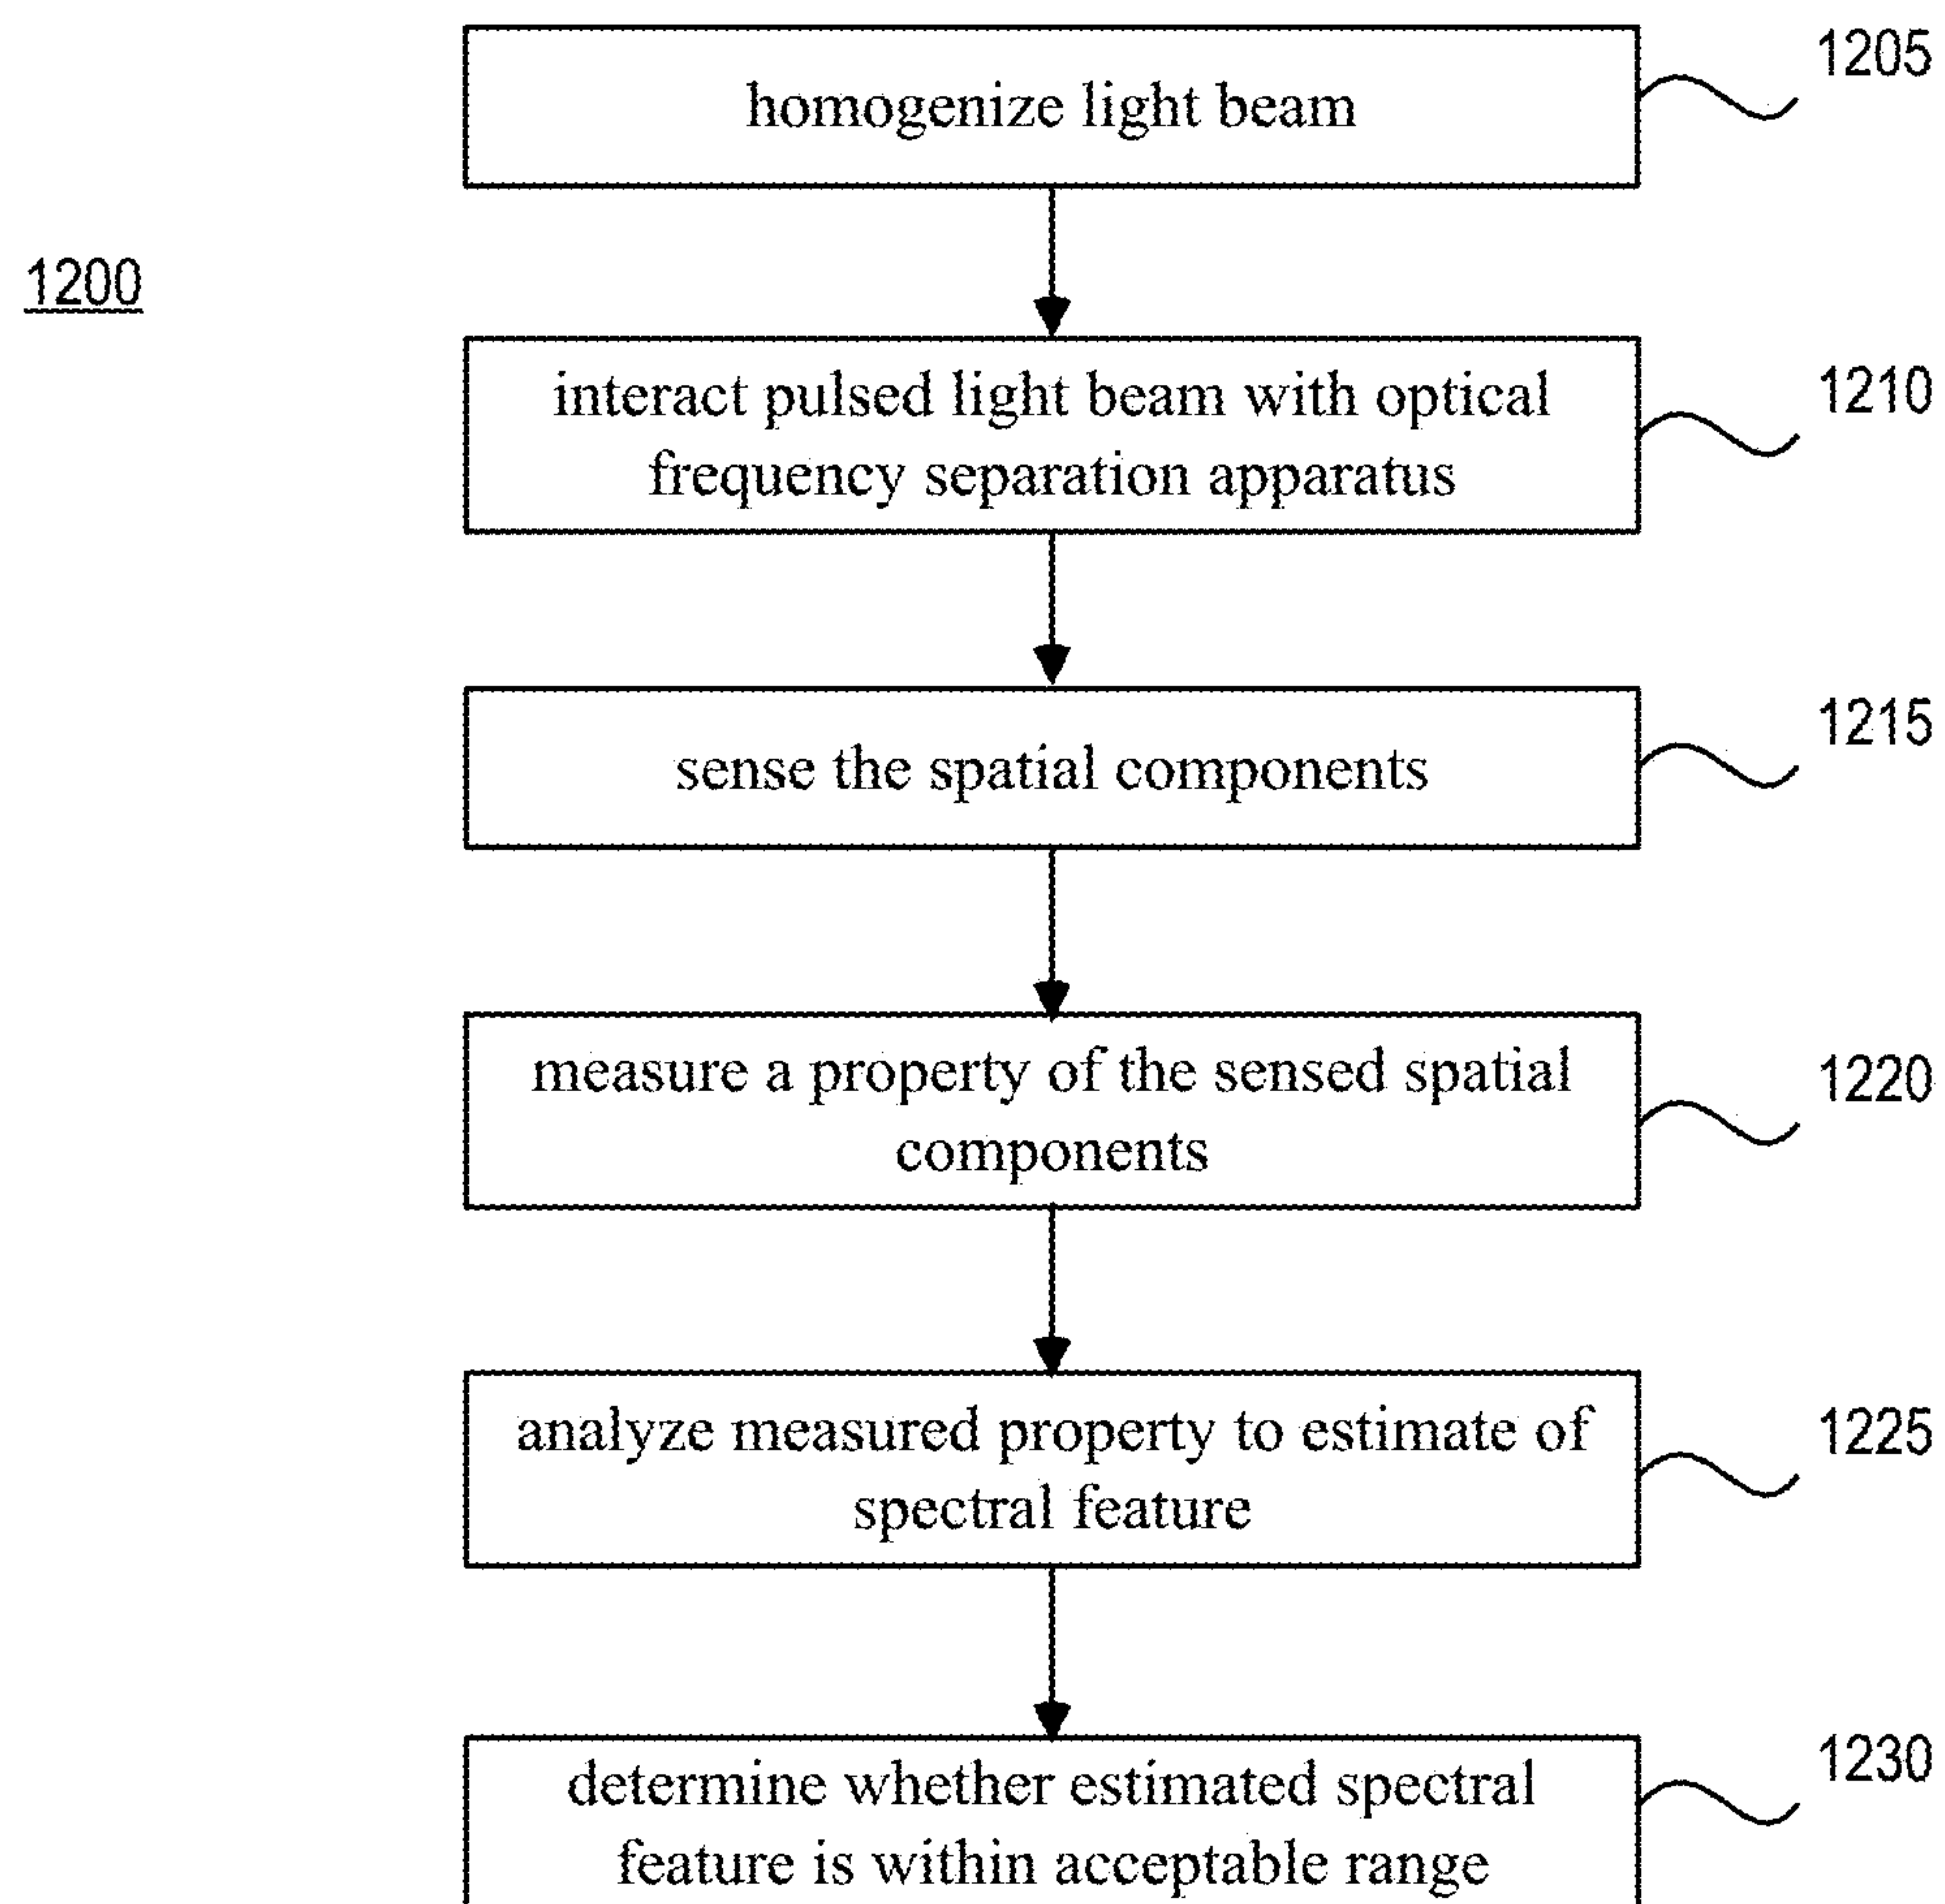 1205
homogenize light beam
1200
1210
interact pulsed light beam with optical
frequency separation apparatus
1215
sense the spatial components
1220
measure a property of the sensed spatial
components
1225
analyze measured property to estimate of
spectral feature
1230
determine whether estimated spectral
feature is within acceptable range